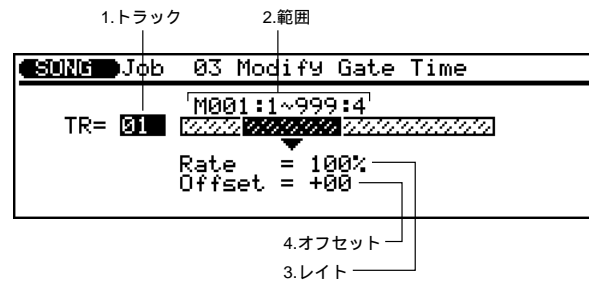 1.トラック 2.範囲
SONG Job 03 Modify Gate Time
M001:1~999:4
TR= 01
Rate = 100%
Offset = +00
4.オフセット
3.レイト